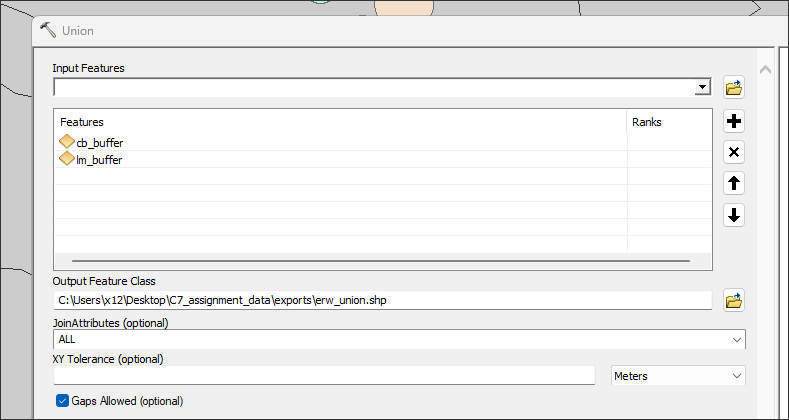 Union
Input Features
Features Ranks
cb_buffer
lm_buffer
Output Feature Class
C:\Users\x12\Desktop\C7_assignment_data\exports\erw_union.shp
JoinAttributes (optional)
ALL
XY Tolerance (optional)
Meters
Gaps Allowed (optional)